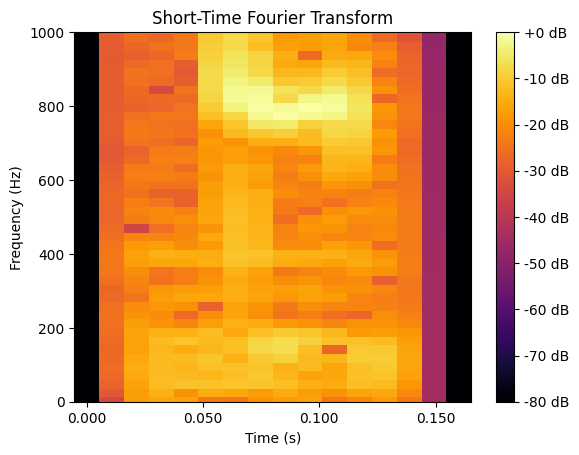 Short-Time Fourier Transform
1000
800
600
400
200
0
Frequency (Hz)
0.000
0.050
0.100
0.150
Time (s)
+0 dB
-10 dB
-20 dB
-30 dB
-40 dB
-50 dB
-60 dB
-70 dB
-80 dB